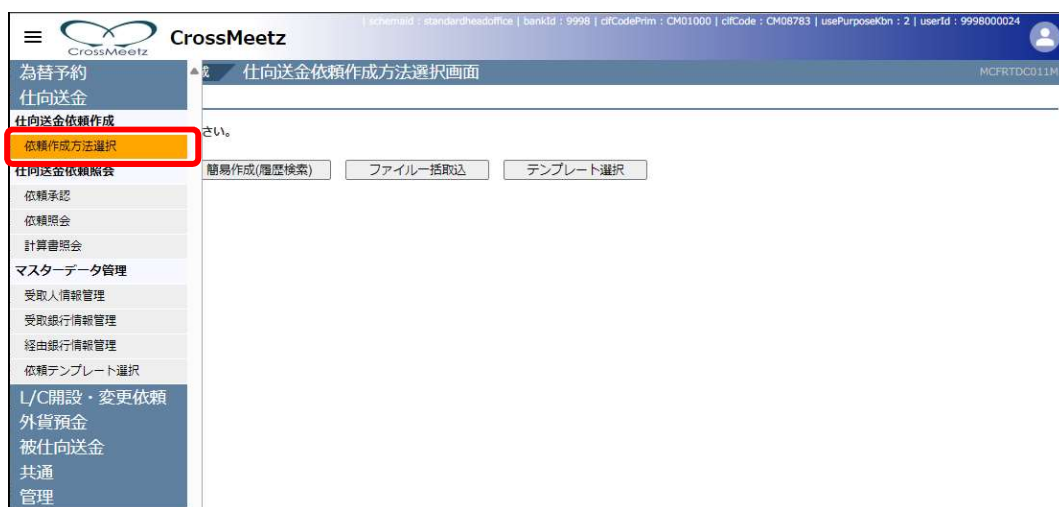 | schemaid : standardheadoffice | bankId : 9998 | cifCodePrim : CM01000 | cifCode : CM08783 | usePurposeKbn : 2 | userId : 9998000024
CrossMeetz
CrossMeetz
為替予約
仕向送金依頼作成方法選択画面
MCFRTDC011M
仕向送金
仕向送金依頼作成
さい。
依頼作成方法選択
仕向送金依頼照会
簡易作成(履歴検索)
ファイル一括取込
テンプレート選択
依頼承認
依頼照会
計算書照会
マスターデータ管理
受取人情報管理
受取銀行情報管理
経由銀行情報管理
依頼テンプレート選択
L/C開設・変更依頼
外貨預金
被仕向送金
共通
管理